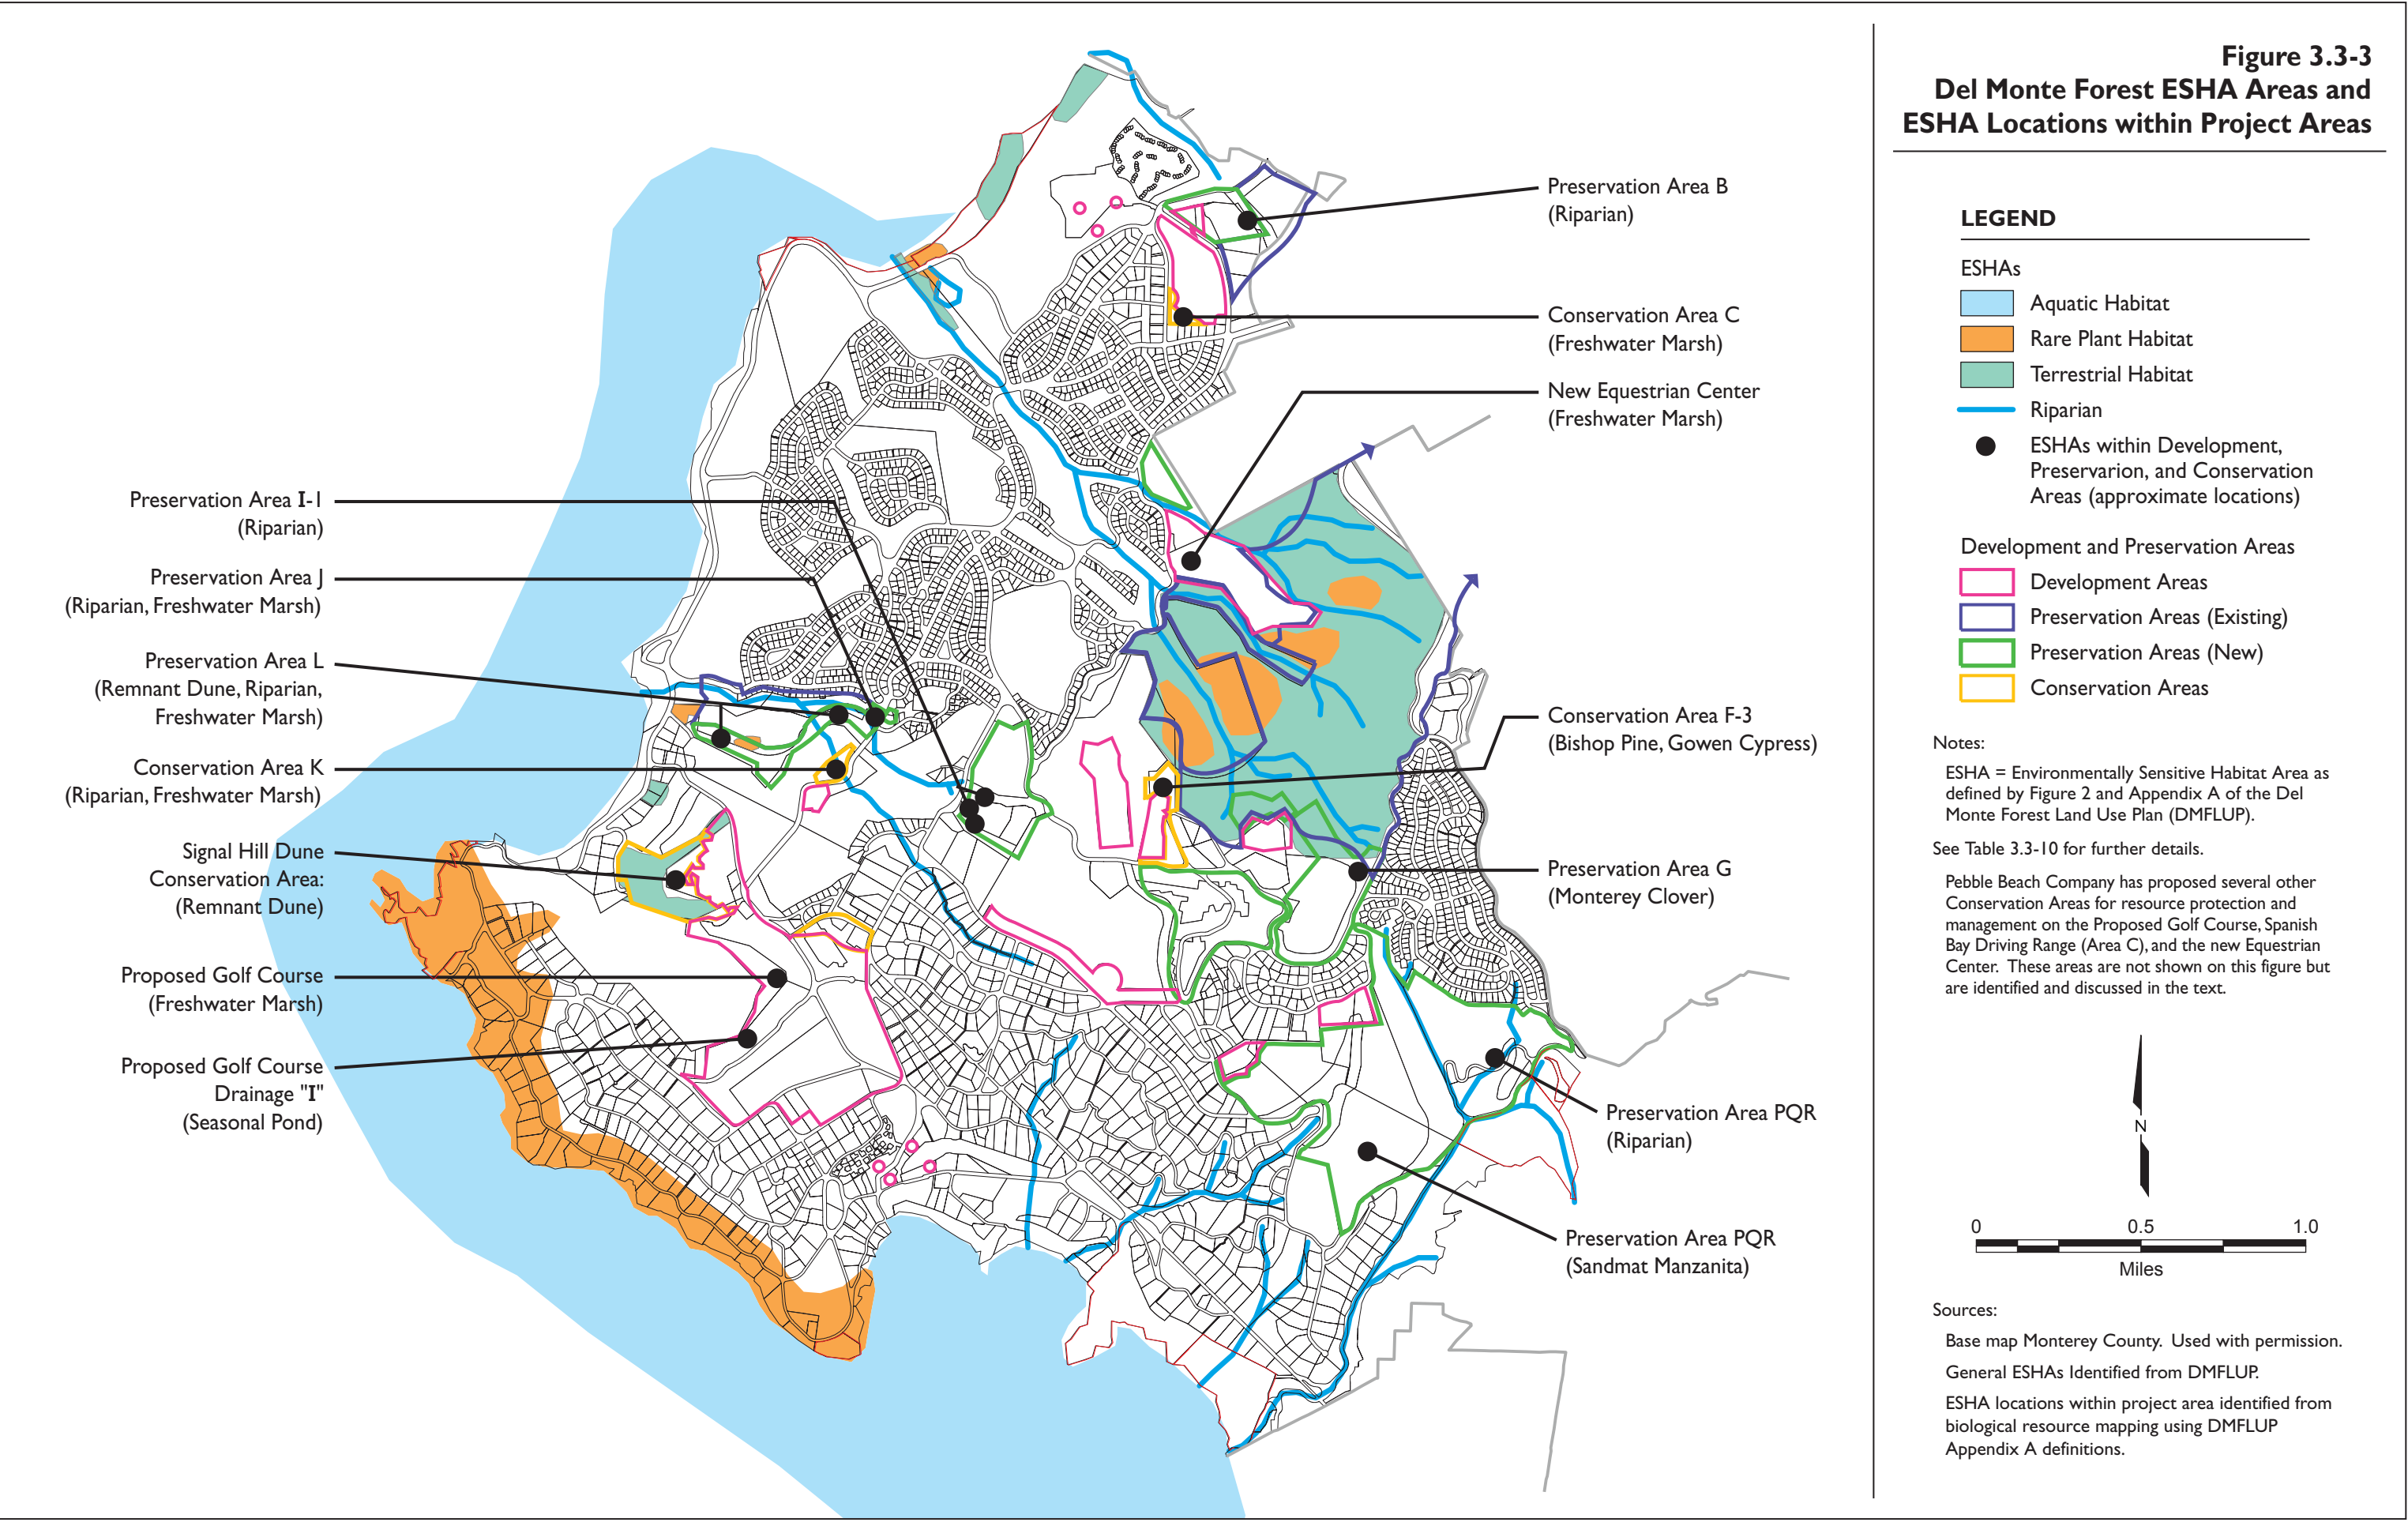 Figure 3.3-3
Del Monte Forest ESHA Areas and
ESHA Locations within Project Areas
LEGEND
ESHAs
Aquatic Habitat
Rare Plant Habitat
Terrestrial Habitat
Riparian
ESHAs within Development,
Preservarion, and Conservation
Areas (approximate locations)
Development and Preservation Areas
Development Areas
Preservation Areas (Existing)
Preservation Areas (New)
Conservation Areas
Notes:
ESHA = Environmentally Sensitive Habitat Area as
defined by Figure 2 and Appendix A of the Del
Monte Forest Land Use Plan (DMFLUP).
See Table 3.3-10 for further details.
Pebble Beach Company has proposed several other
Conservation Areas for resource protection and
management on the Proposed Golf Course, Spanish
Bay Driving Range (Area C), and the new Equestrian
Center. These areas are not shown on this figure but
are identified and discussed in the text.
N
0 0.5 1.0
Miles
Sources:
Base map Monterey County. Used with permission.
General ESHAs Identified from DMFLUP.
ESHA locations within project area identified from
biological resource mapping using DMFLUP
Appendix A definitions.
Preservation Area B
(Riparian)
Conservation Area C
(Freshwater Marsh)
New Equestrian Center
(Freshwater Marsh)
Conservation Area F-3
(Bishop Pine, Gowen Cypress)
Preservation Area G
(Monterey Clover)
Preservation Area PQR
(Riparian)
Preservation Area PQR
(Sandmat Manzanita)
Preservation Area I-1
(Riparian)
Preservation Area J
(Riparian, Freshwater Marsh)
Preservation Area L
(Remnant Dune, Riparian,
Freshwater Marsh)
Conservation Area K
(Riparian, Freshwater Marsh)
Signal Hill Dune
Conservation Area:
(Remnant Dune)
Proposed Golf Course
(Freshwater Marsh)
Proposed Golf Course
Drainage "I"
(Seasonal Pond)